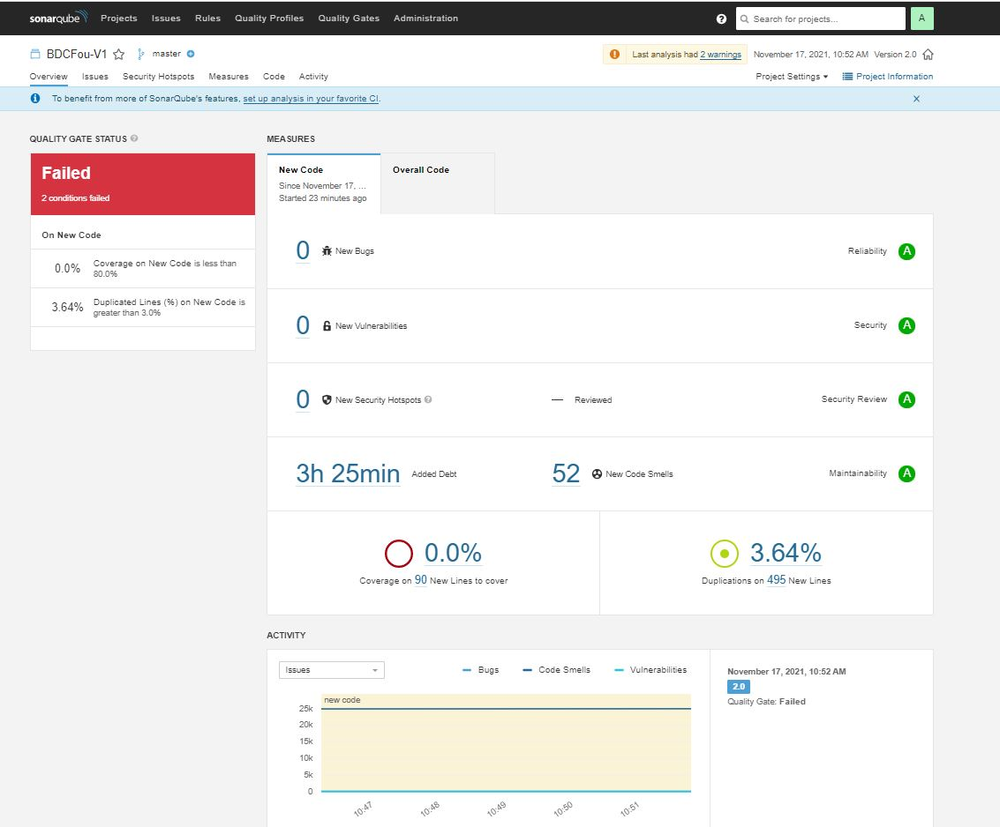 sonarqube Projects Issues Rules Quality Profiles Quality Gates Administration ? Search for projects... A
BDCFou-V1 master Last analysis had 2 warnings November 17, 2021, 10:52 AM Version 2.0
Overview Issues Security Hotspots Measures Code Activity Project Settings Project Information
To benefit from more of SonarQube's features, set up analysis in your favorite CI.
QUALITY GATE STATUS
Failed
2 conditions failed
On New Code
0.0% Coverage on New Code is less than
80.0%
3.64% Duplicated Lines (%) on New Code is
greater than 3.0%
MEASURES
New Code
Since November 17, ...
Started 23 minutes ago
Overall Code
0 New Bugs Reliability A
0 New Vulnerabilities Security A
0 New Security Hotspots — Reviewed Security Review A
3h 25min Added Debt 52 New Code Smells Maintainability A
0.0%
Coverage on 90 New Lines to cover
3.64%
Duplications on 495 New Lines
ACTIVITY
Issues Bugs Code Smells Vulnerabilities
new code
25k
20k
15k
10k
5k
0
10:47 10:48 10:49 10:50 10:51
November 17, 2021, 10:52 AM
2.0
Quality Gate: Failed